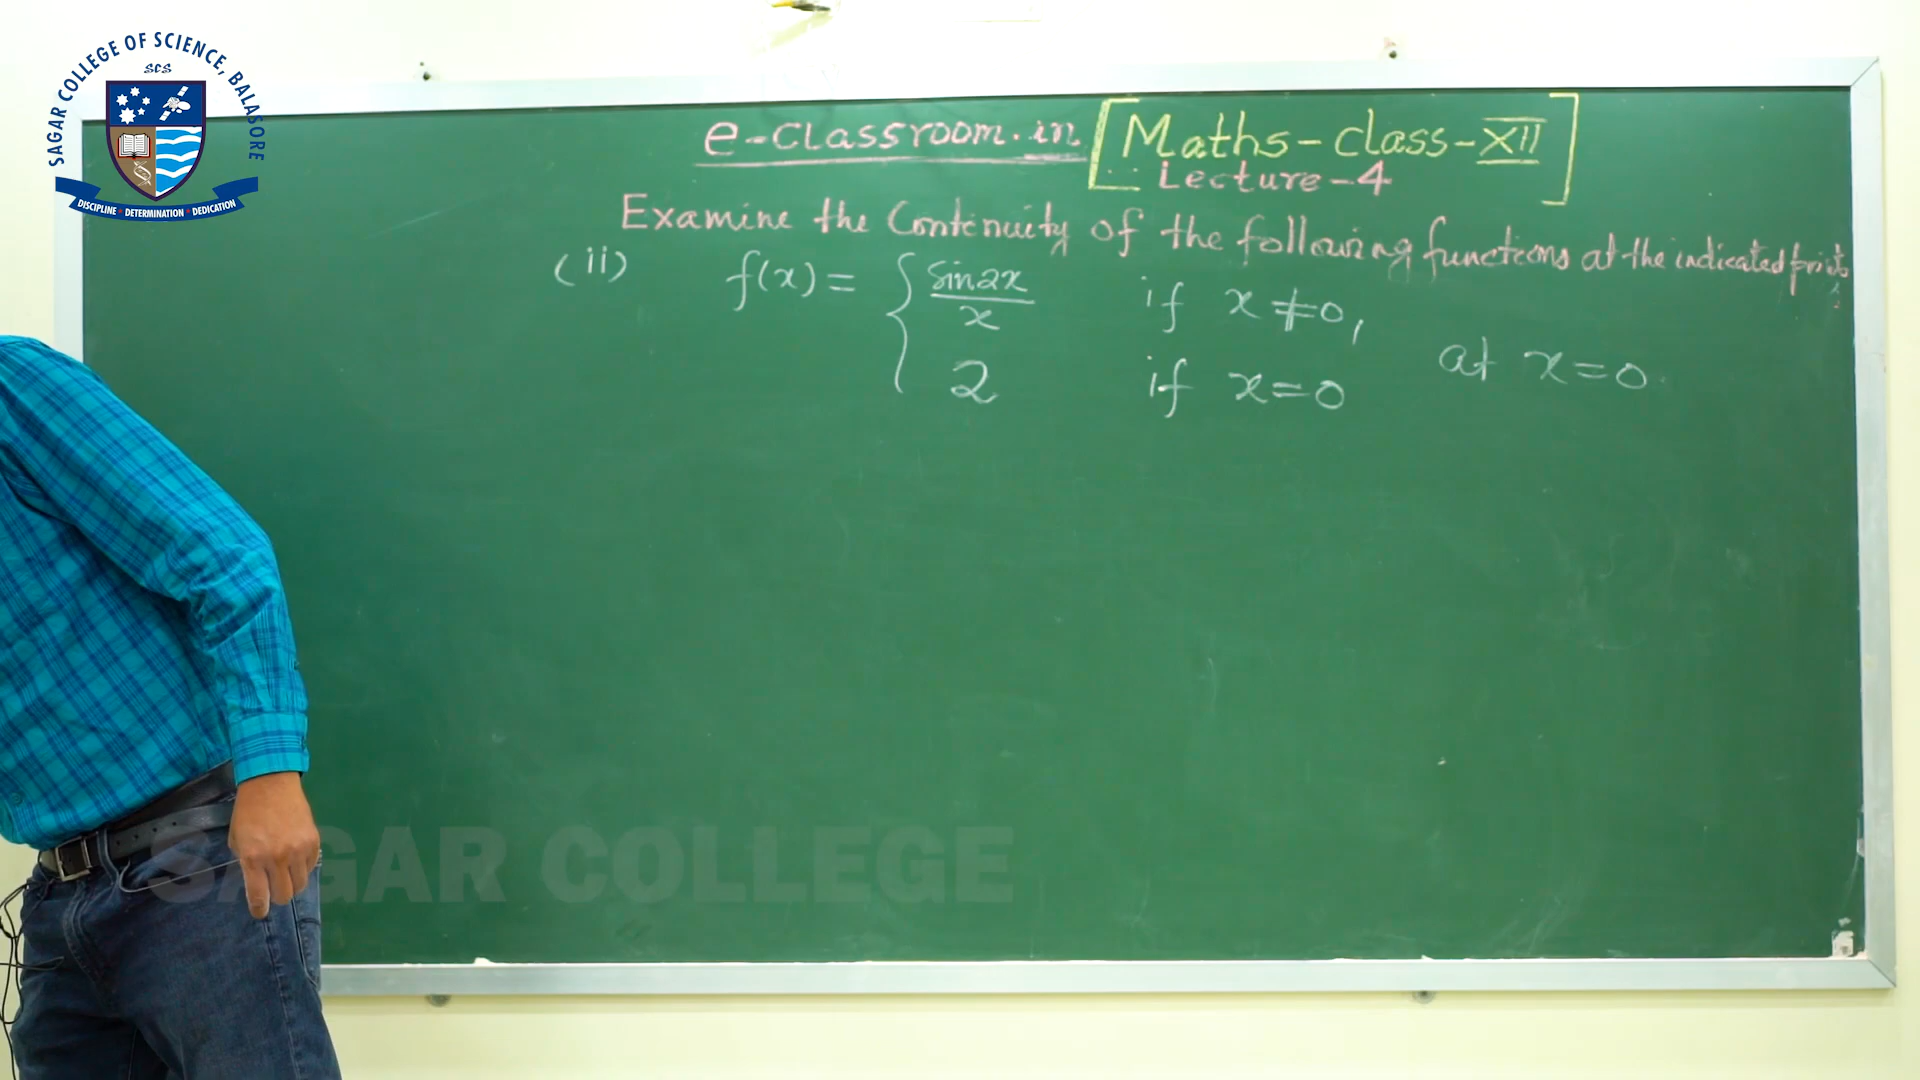 SAGAR COLLEGE OF SCIENCE, BALASORE
SCS
DISCIPLINE • DETERMINATION • DEDICATION
e-classroom.in [Maths-class-XII
Lecture-4]
Examine the Contenuity of the following functions at the indicated points
(ii) f(x) = { sin2x/x if x ≠ 0,
2 if x=0 at x=0.
SAGAR COLLEGE